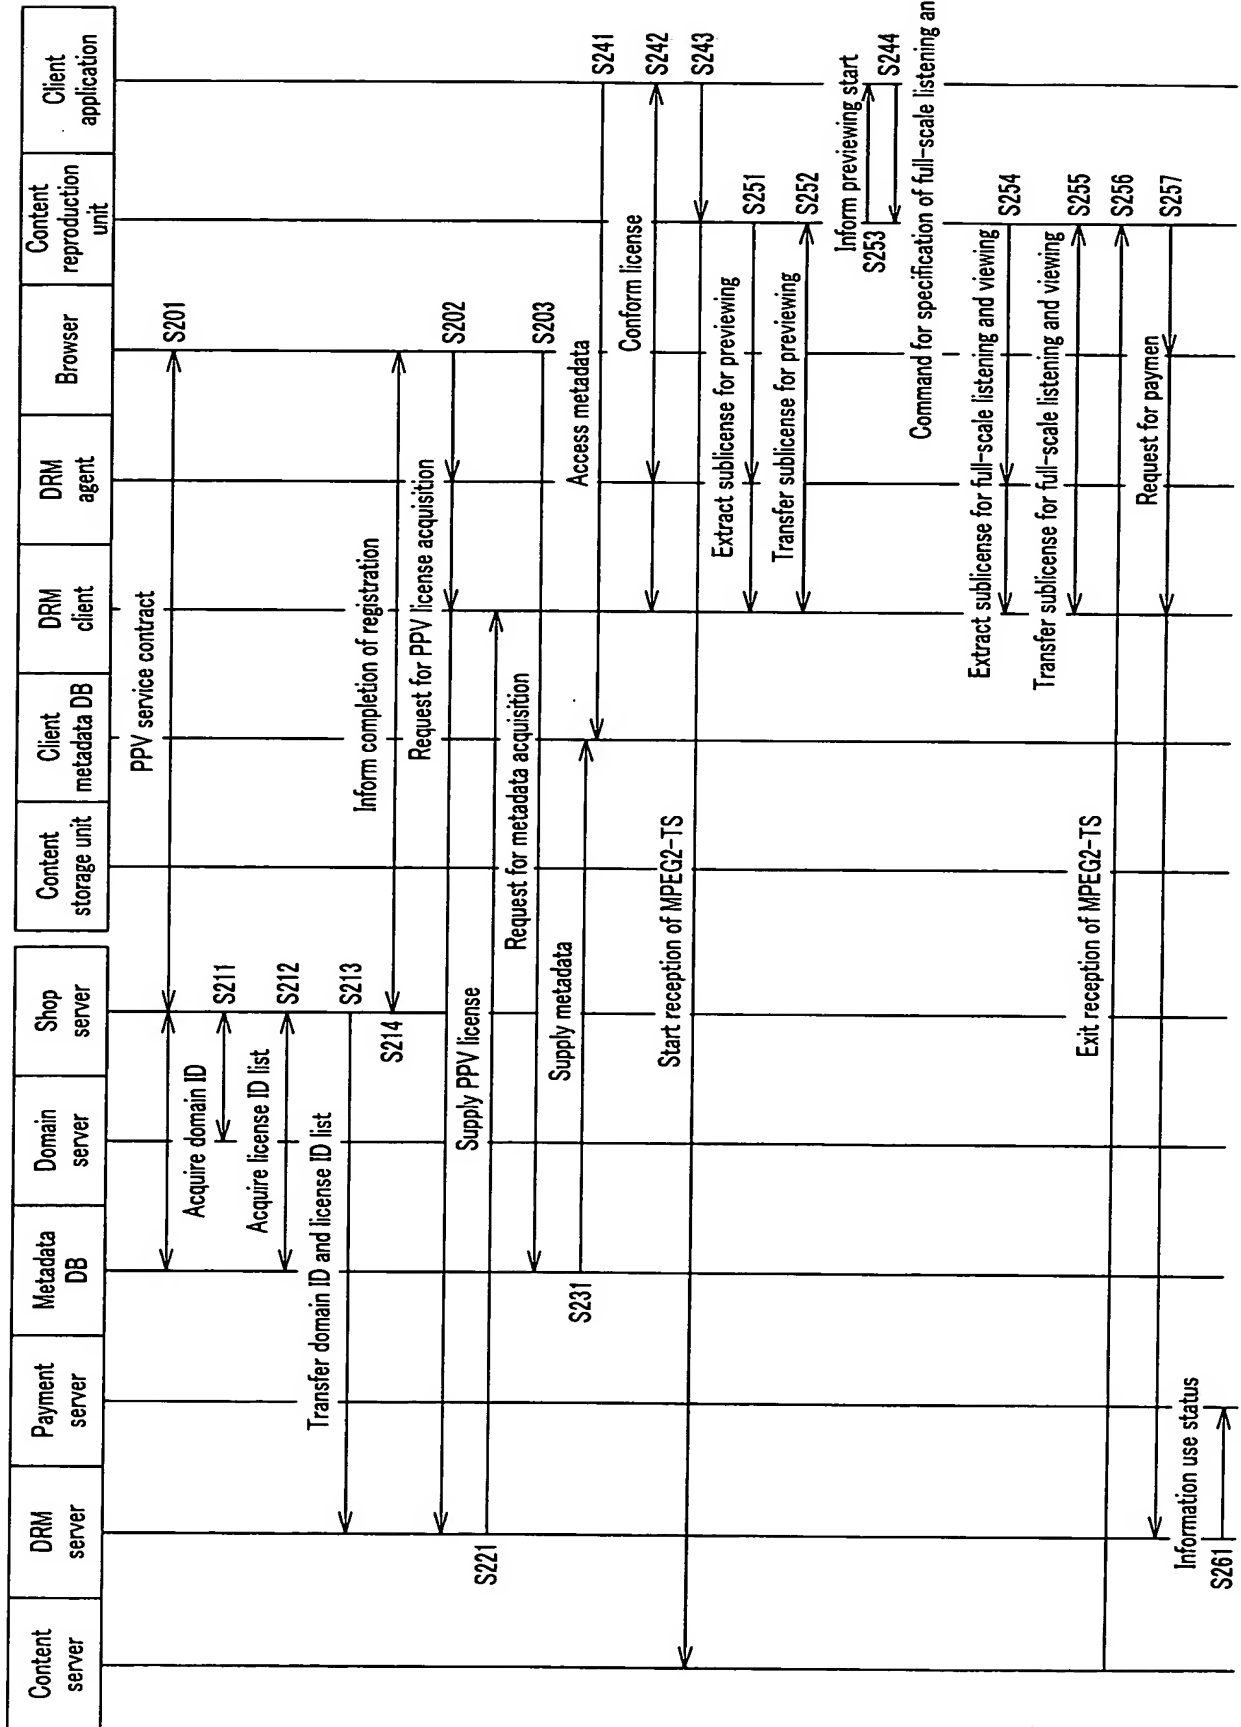 Content
server
DRM
server
Payment
server
Metadata
DB
Domain
server
Shop
server
Content
storage unit
Client
metadata DB
DRM
client
DRM
agent
Browser
Content
reproduction
unit
Client
application
PPV service contract
S201
Acquire domain ID
S211
Acquire license ID list
S212
Transfer domain ID and license ID list
S213
Inform completion of registration
S214
Request for PPV license acquisition
S202
Supply PPV license
S221
Request for metadata acquisition
S203
Supply metadata
S231
Access metadata
S241
Conform license
S242
Start reception of MPEG2-TS
S243
Extract sublicense for previewing
S251
Transfer sublicense for previewing
S252
Inform previewing start
S253
S244
Command for specification of full-scale listening an
Extract sublicense for full-scale listening and viewing
S254
Transfer sublicense for full-scale listening and viewing
S255
Exit reception of MPEG2-TS
S256
Request for paymen
S257
Information use status
S261